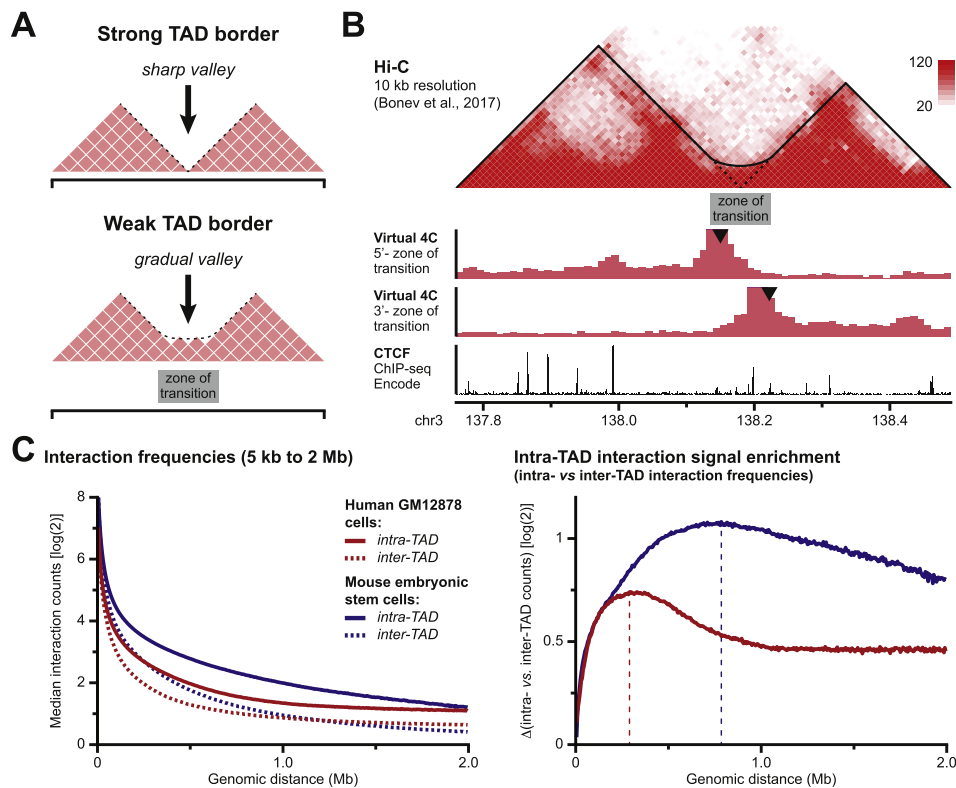 A
Strong TAD border
sharp valley
Weak TAD border
gradual valley
zone of
transition
B
Hi-C
10 kb resolution
(Bonev et al., 2017)
120
20
zone of
transition
Virtual 4C
5'- zone of
transition
Virtual 4C
3'- zone of
transition
CTCF
ChIP-seq
Encode
chr3
137.8
138.0
138.2
138.4
C
Interaction frequencies (5 kb to 2 Mb)
Median interaction counts [log(2)]
8
6
4
2
0
Human GM12878
cells:
intra-TAD
inter-TAD
Mouse embryonic
stem cells:
intra-TAD
inter-TAD
0
1.0
2.0
Genomic distance (Mb)
Intra-TAD interaction signal enrichment
(intra- vs inter-TAD interaction frequencies)
Δ(intra- vs. inter-TAD counts) [log(2)]
1
0.5
0
0
1.0
2.0
Genomic distance (Mb)